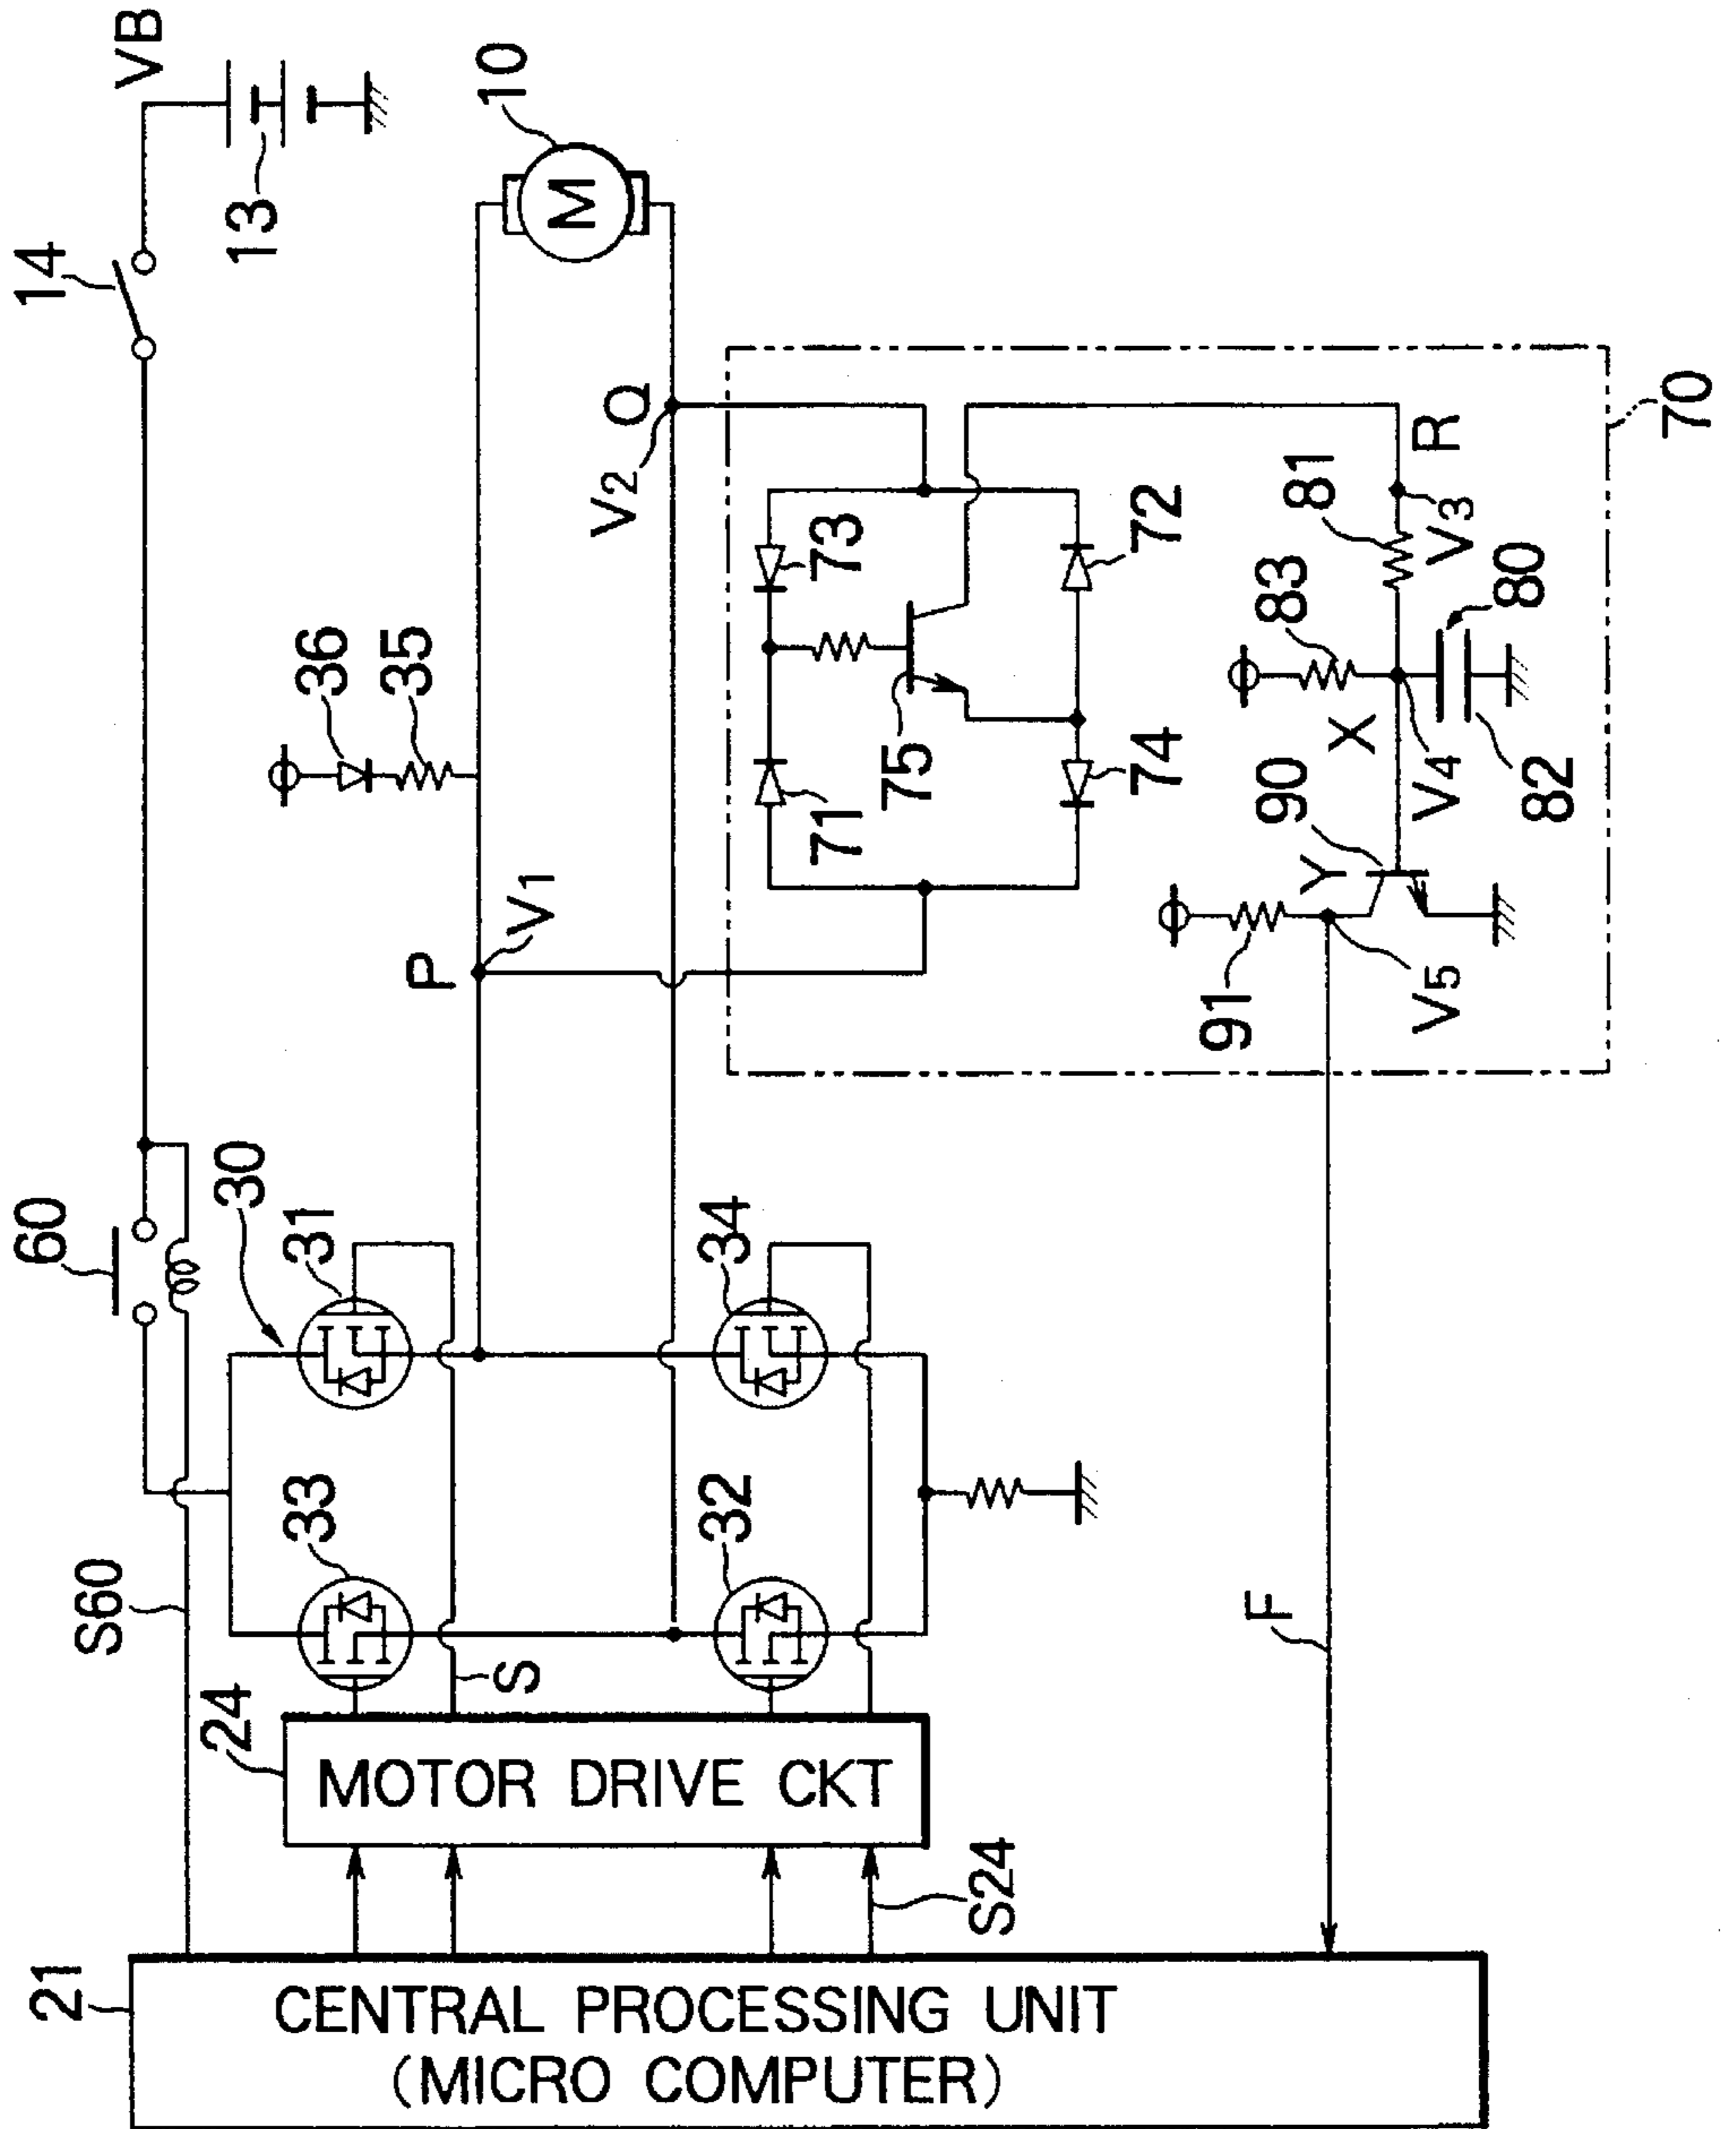 VB
14
13
10
60
S60
30
31
33
36
35
P
V1
V2
Q
21
CENTRAL PROCESSING UNIT
(MICRO COMPUTER)
24
MOTOR DRIVE CKT
S
S24
34
32
M
73
71
75
72
74
70
R
V3
81
83
80
X
V4
82
90
Y
91
V5
F